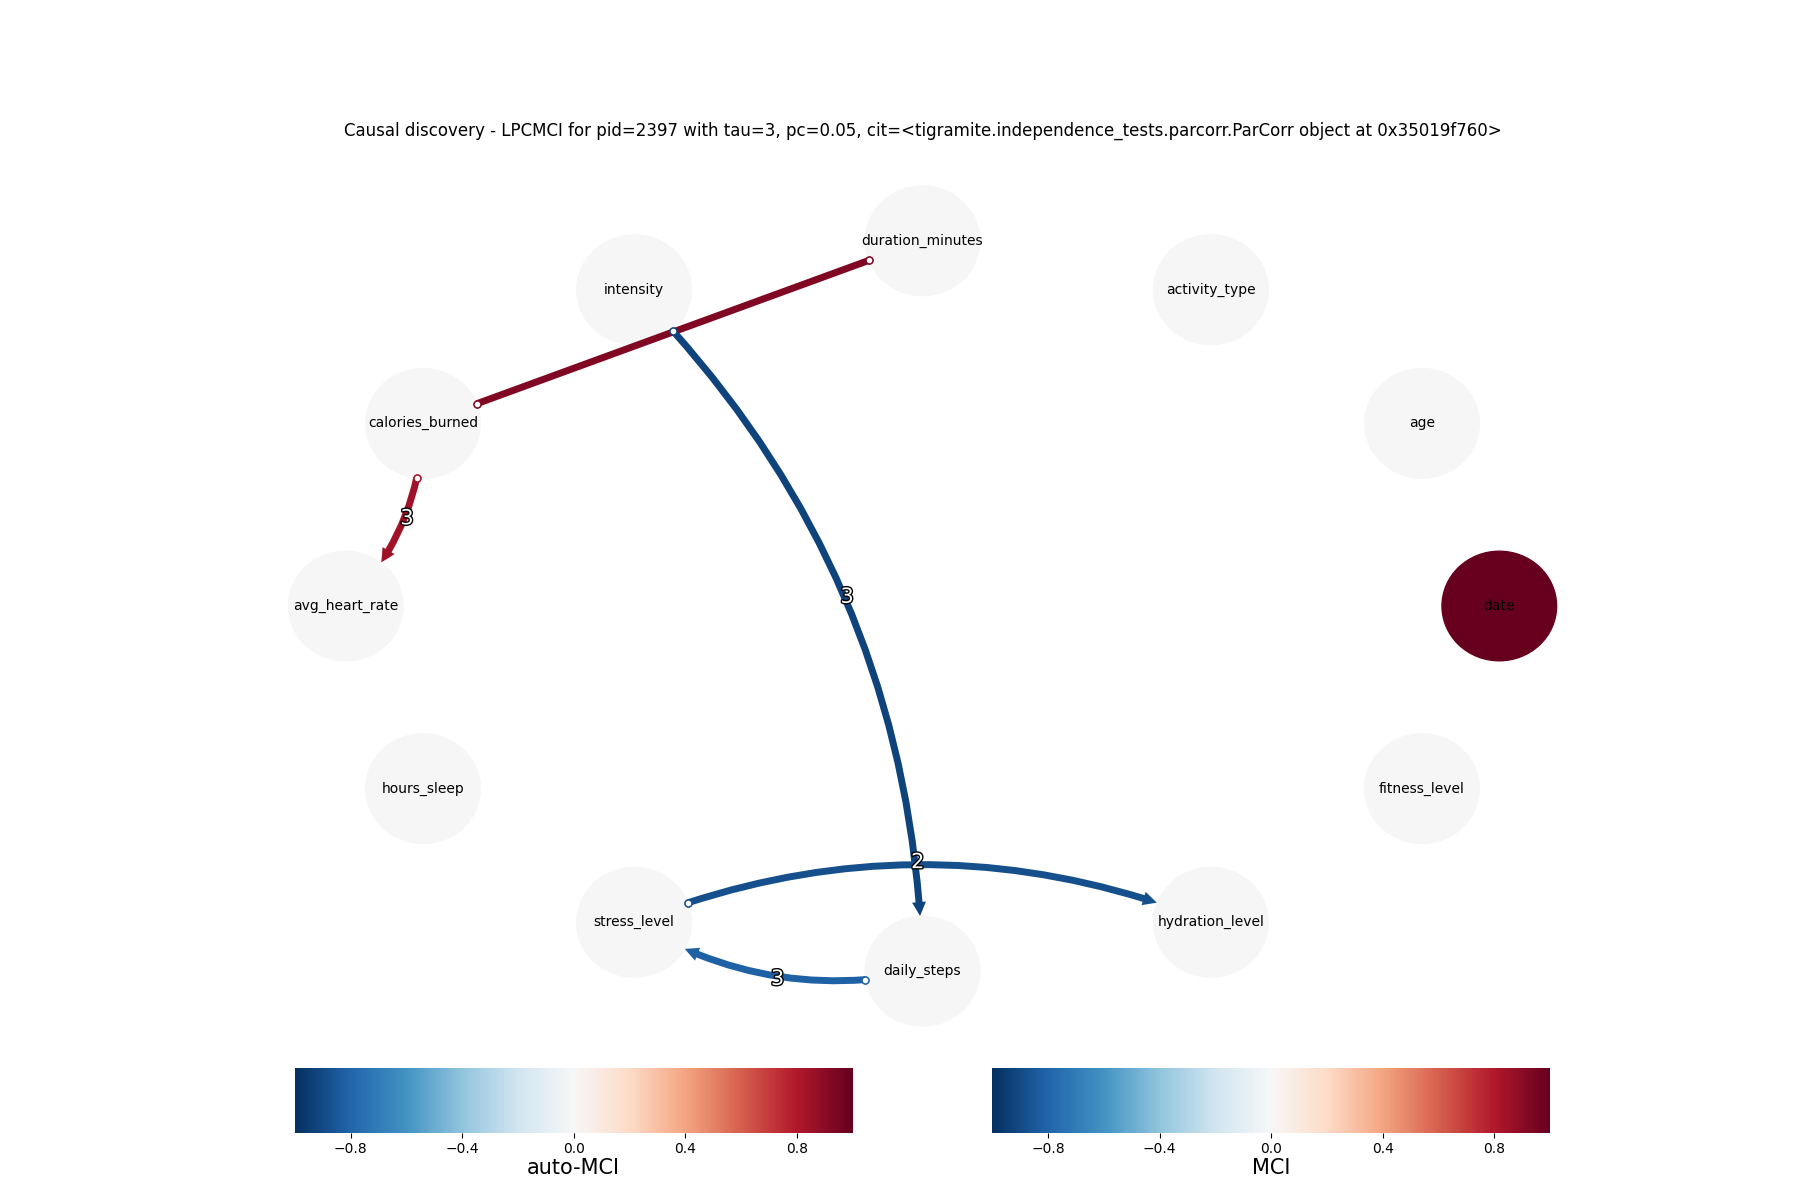 Causal discovery - LPCMCI for pid=2397 with tau=3, pc=0.05, cit=<tigramite.independence_tests.parcorr.ParCorr object at 0x35019f760>
duration_minutes
intensity
activity_type
calories_burned
age
3
avg_heart_rate
3
date
hours_sleep
fitness_level
2
stress_level
hydration_level
daily_steps
3
−0.8 −0.4 0.0 0.4 0.8
auto-MCI
−0.8 −0.4 0.0 0.4 0.8
MCI